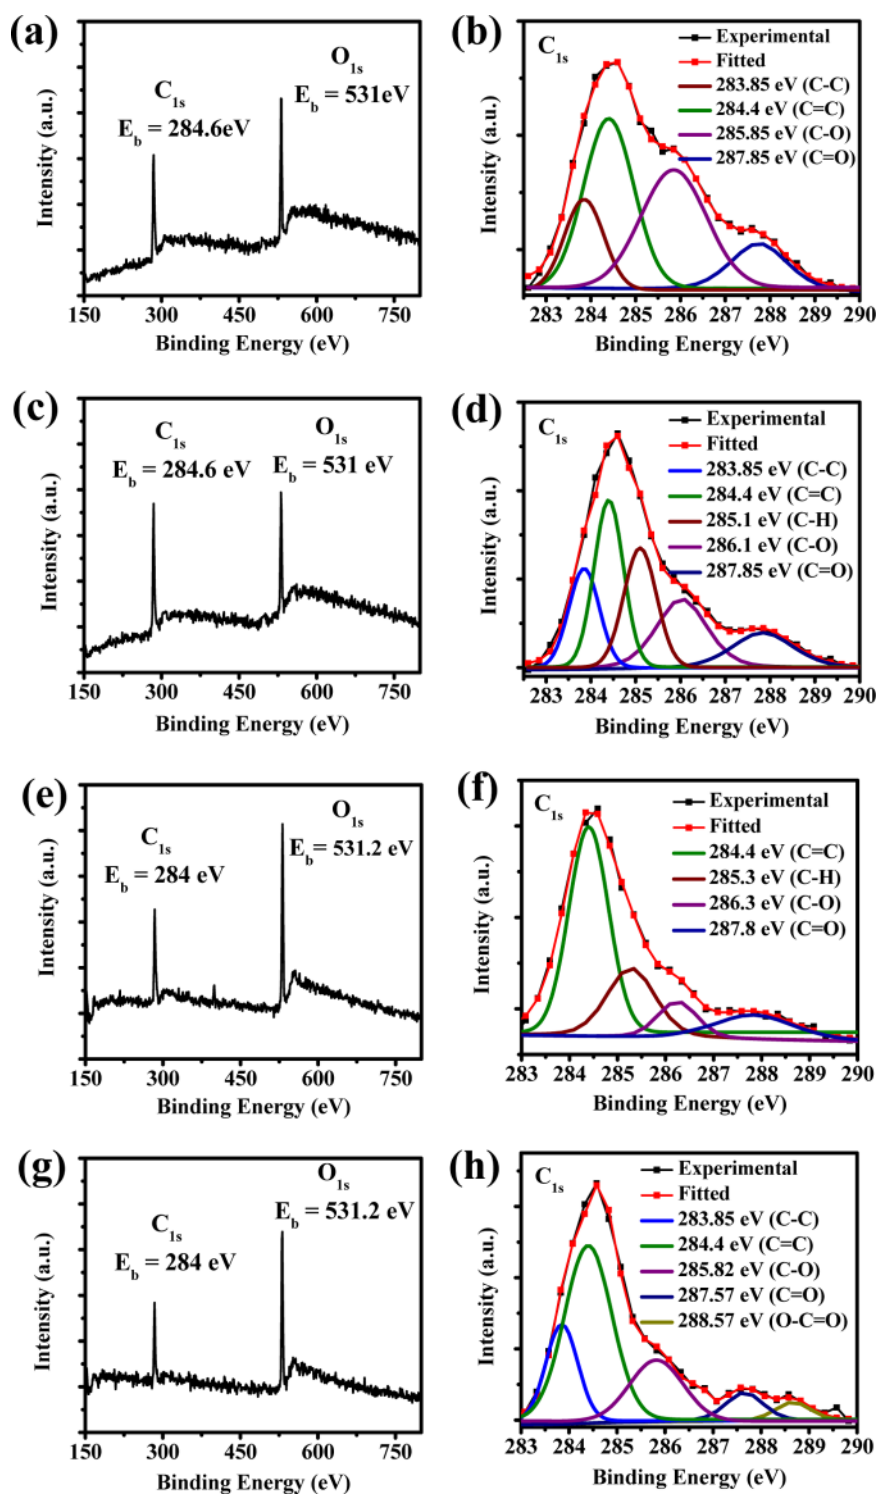 (a)
O1s
Eb = 531eV
C1s
Eb = 284.6eV
Intensity (a.u.)
150 300 450 600 750
Binding Energy (eV)
(b)
C1s
Experimental
Fitted
283.85 eV (C-C)
284.4 eV (C=C)
285.85 eV (C-O)
287.85 eV (C=O)
Intensity (a.u.)
283 284 285 286 287 288 289 290
Binding Energy (eV)
(c)
C1s
Eb = 284.6 eV
O1s
Eb = 531 eV
Intensity (a.u.)
150 300 450 600 750
Binding Energy (eV)
(d)
C1s
Experimental
Fitted
283.85 eV (C-C)
284.4 eV (C=C)
285.1 eV (C-H)
286.1 eV (C-O)
287.85 eV (C=O)
Intensity (a.u.)
283 284 285 286 287 288 289 290
Binding Energy (eV)
(e)
O1s
Eb= 531.2 eV
C1s
Eb = 284 eV
Intensity (a.u.)
150 300 450 600 750
Binding Energy (eV)
(f)
C1s
Experimental
Fitted
284.4 eV (C=C)
285.3 eV (C-H)
286.3 eV (C-O)
287.8 eV (C=O)
Intensity (a.u.)
283 284 285 286 287 288 289 290
Binding Energy (eV)
(g)
O1s
Eb = 531.2 eV
C1s
Eb = 284 eV
Intensity (a.u.)
150 300 450 600 750
Binding Energy (eV)
(h)
C1s
Experimental
Fitted
283.85 eV (C-C)
284.4 eV (C=C)
285.82 eV (C-O)
287.57 eV (C=O)
288.57 eV (O-C=O)
Intensity (a.u.)
283 284 285 286 287 288 289 290
Binding Energy (eV)